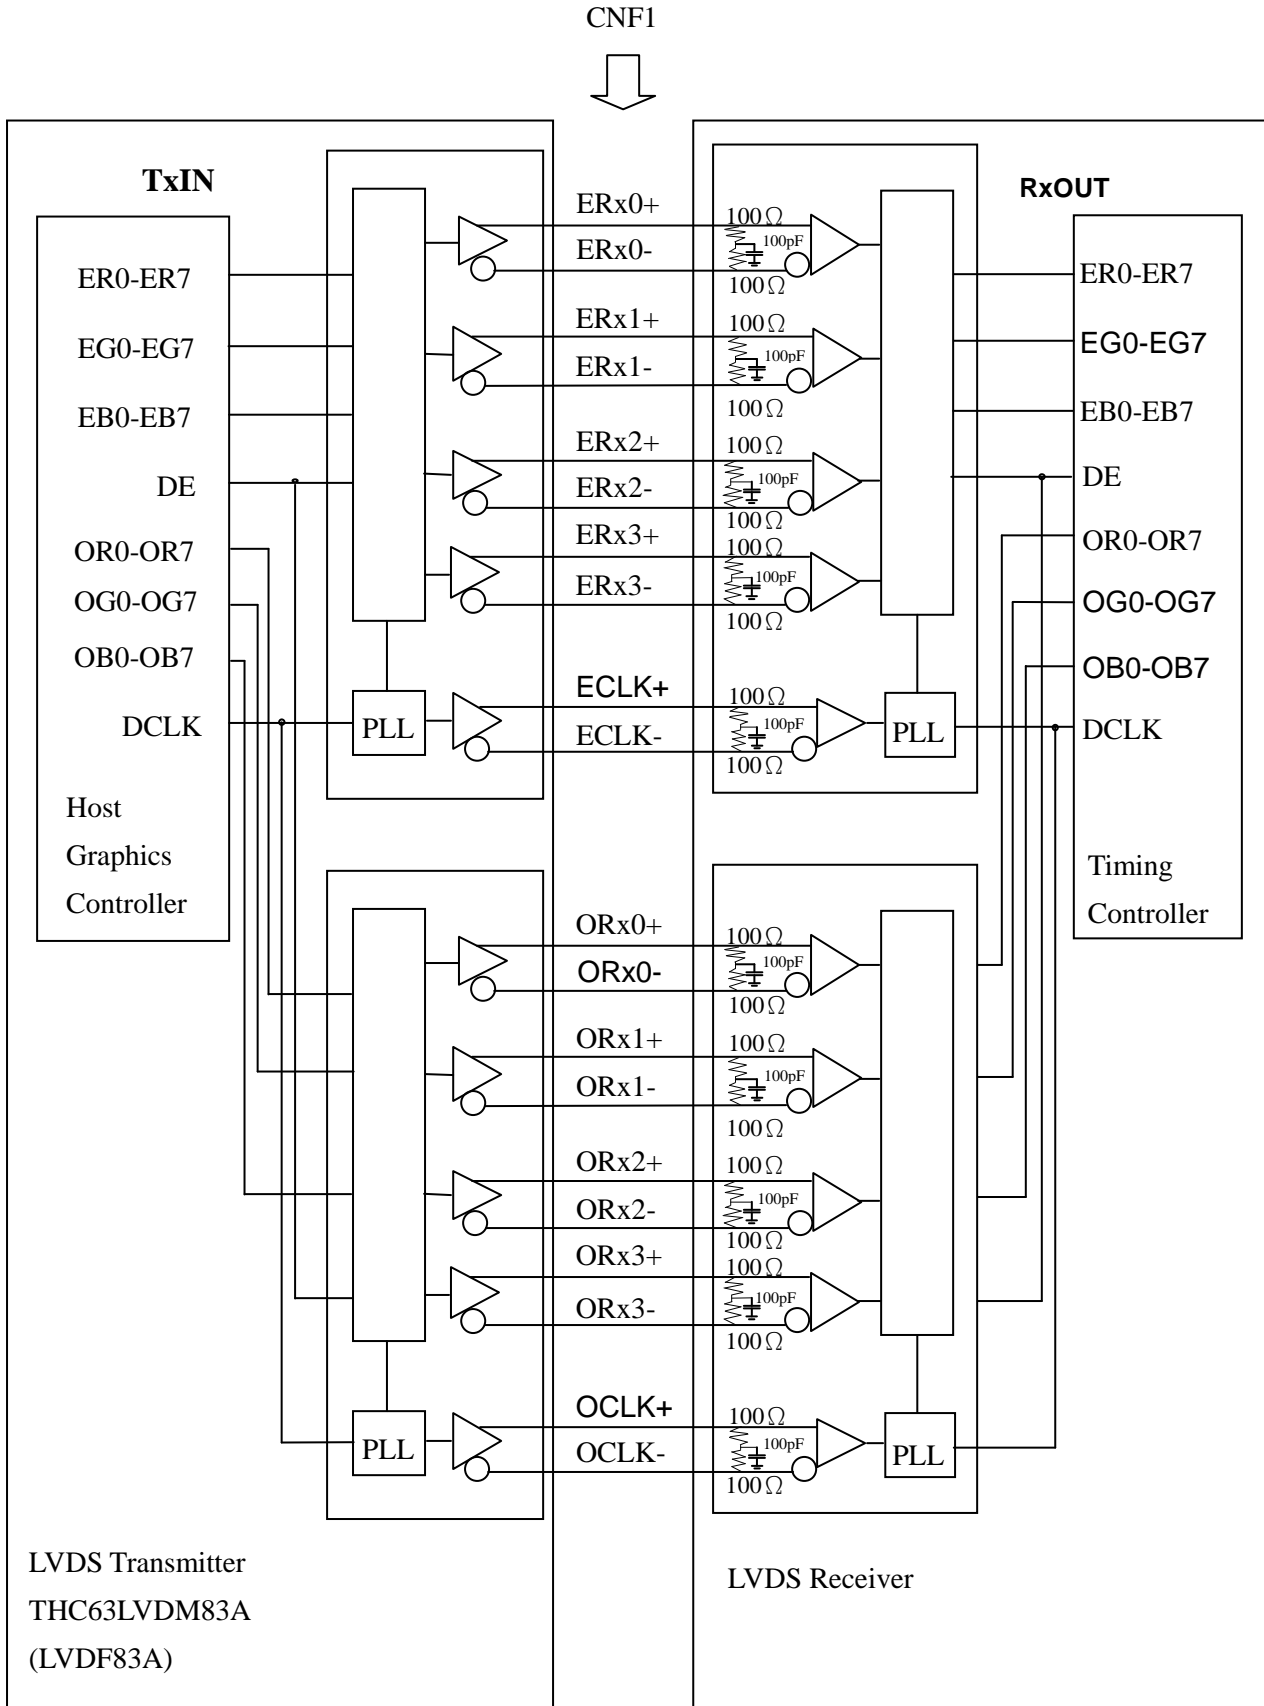 CNF1
TxIN
RxOUT
ER0-ER7
EG0-EG7
EB0-EB7
DE
OR0-OR7
OG0-OG7
OB0-OB7
DCLK
Host
Graphics
Controller
PLL
ERx0+
ERx0-
ERx1+
ERx1-
ERx2+
ERx2-
ERx3+
ERx3-
ECLK+
ECLK-
100Ω
100pF
100Ω
100Ω
100pF
100Ω
100Ω
100pF
100Ω
100Ω
100pF
100Ω
100Ω
100pF
100Ω
PLL
ER0-ER7
EG0-EG7
EB0-EB7
DE
OR0-OR7
OG0-OG7
OB0-OB7
DCLK
Timing
Controller
PLL
ORx0+
ORx0-
ORx1+
ORx1-
ORx2+
ORx2-
ORx3+
ORx3-
OCLK+
OCLK-
100Ω
100pF
100Ω
100Ω
100pF
100Ω
100Ω
100pF
100Ω
100Ω
100pF
100Ω
100Ω
100pF
100Ω
PLL
LVDS Transmitter
THC63LVDM83A
(LVDF83A)
LVDS Receiver